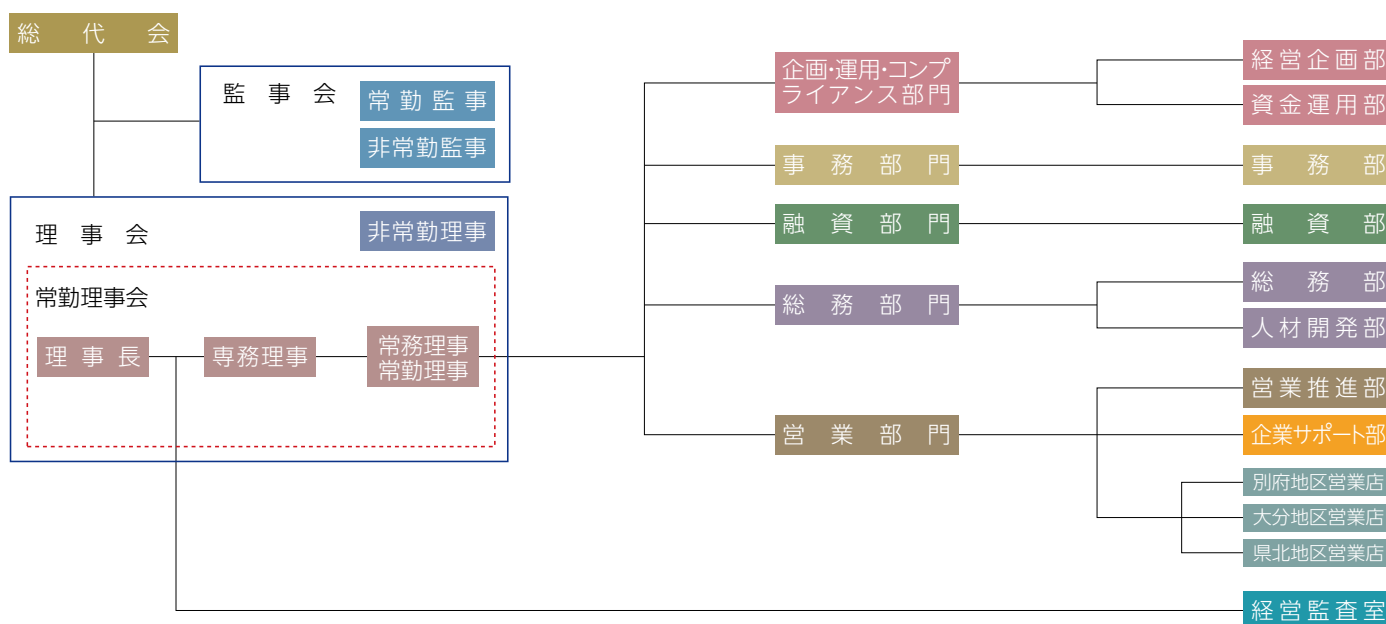 総代会
監事会
常勤監事
非常勤監事
理事会
非常勤理事
常勤理事会
理事長
専務理事
常務理事
常勤理事
企画・運用・コンプ
ライアンス部門
事務部門
融資部門
総務部門
営業部門
経営企画部
資金運用部
事務部
融資部
総務部
人材開発部
営業推進部
企業サポート部
別府地区営業店
大分地区営業店
県北地区営業店
経営監査室